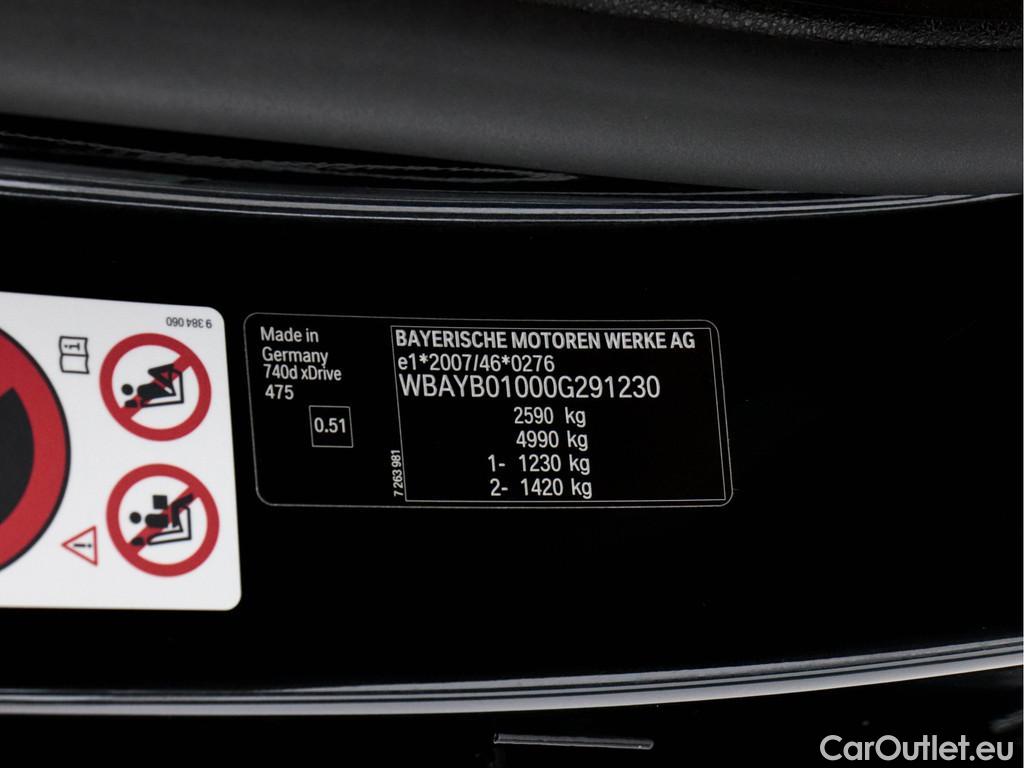 9 384 060
Made in
Germany
740d xDrive
475
0.51
BAYERISCHE MOTOREN WERKE AG
e1*2007/46*0276
WBAYB01000G291230
2590 kg
4990 kg
1- 1230 kg
2- 1420 kg
7 263 981
CarOutlet.eu